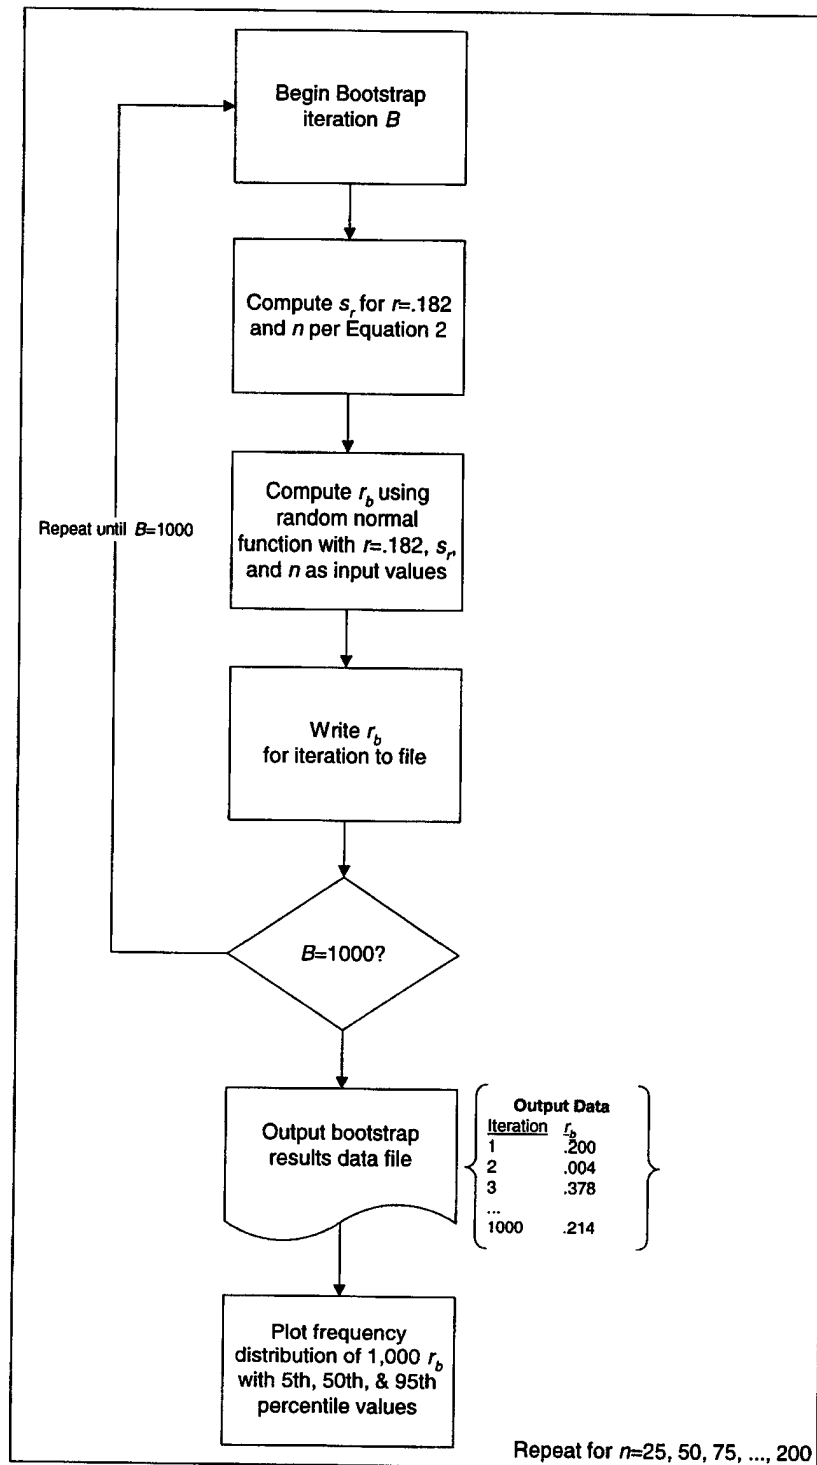 Begin Bootstrap
iteration B
Compute s_r for r=.182
and n per Equation 2
Compute r_b using
random normal
function with r=.182, s_r,
and n as input values
Repeat until B=1000
Write r_b
for iteration to file
B=1000?
Output bootstrap
results data file
Output Data
Iteration r_b
1 .200
2 .004
3 .378
...
1000 .214
Plot frequency
distribution of 1,000 r_b
with 5th, 50th, & 95th
percentile values
Repeat for n=25, 50, 75, ..., 200